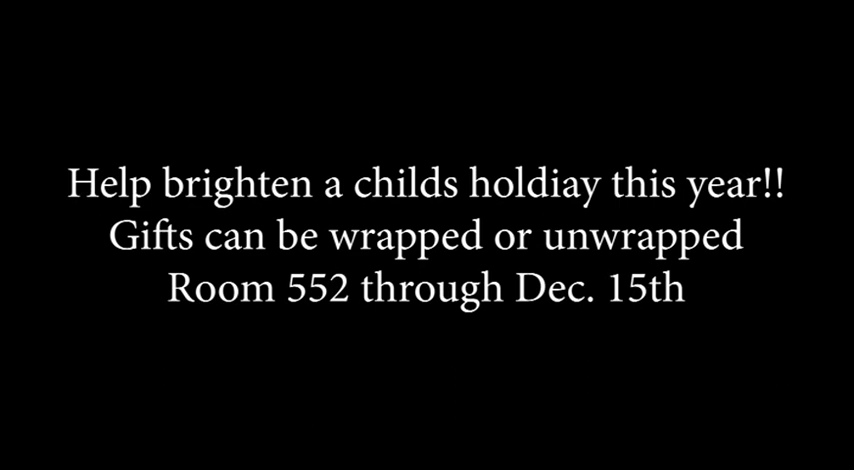 Help brighten a childs holdiay this year!!
Gifts can be wrapped or unwrapped
Room 552 through Dec. 15th